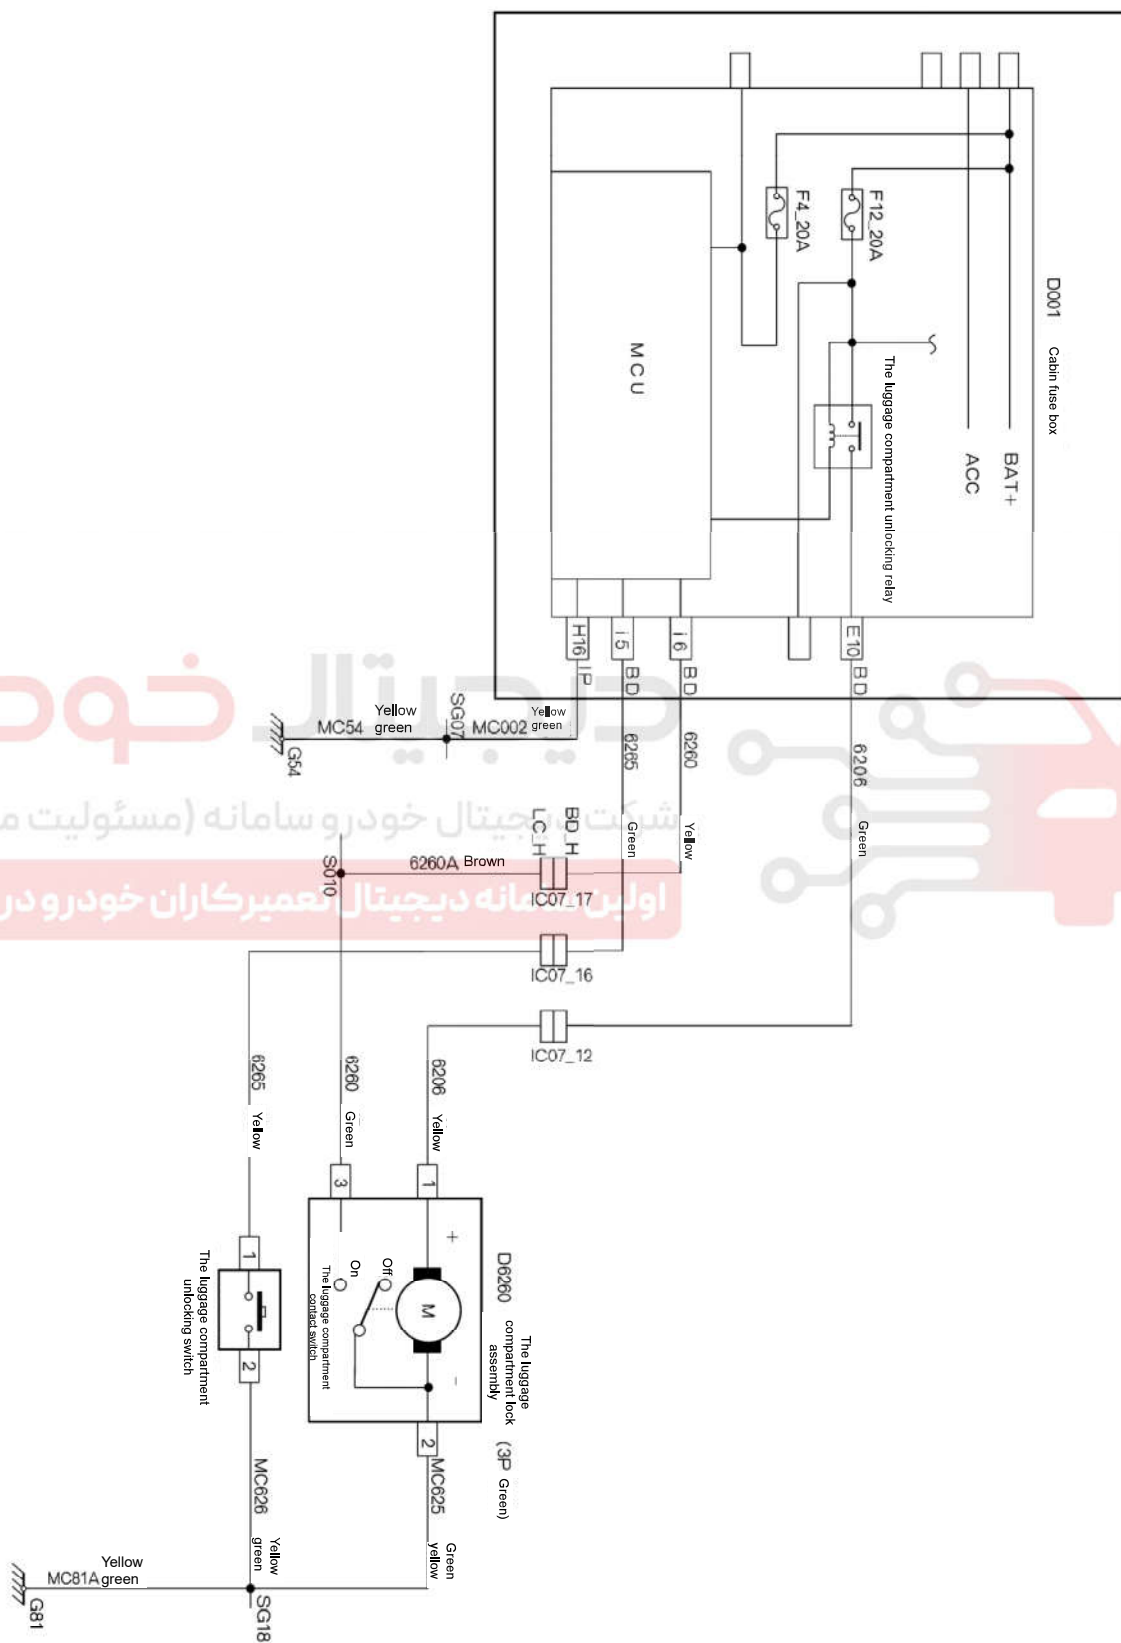 D001 Cabin fuse box
BAT+
ACC
F12_20A
F4_20A
The luggage compartment unlocking relay
MCU
E10
BD
i6
BD
i5
BD
H16
IP
6206
Green
6260
Yellow
6265
Green
Yellow
green
MC002
SG07
Yellow
green
MC54
G54
BD_H
LC_H
6260A Brown
S010
IC07_17
IC07_16
IC07_12
دیجیتال خود
شرکت دیجیتال خودرو سامانه (مسئولیت
اولین سامانه دیجیتال تعمیرکاران خودرو در
6206
Yellow
6260
Green
6265
Yellow
1
3
D6260
The luggage
compartment lock
assembly
(3P Green)
+
M
-
Off
On
The luggage compartment
contact switch
2
MC625
Green
yellow
1
The luggage compartment
unlocking switch
2
MC626
Yellow
green
SG18
Yellow
green
MC81A
G81